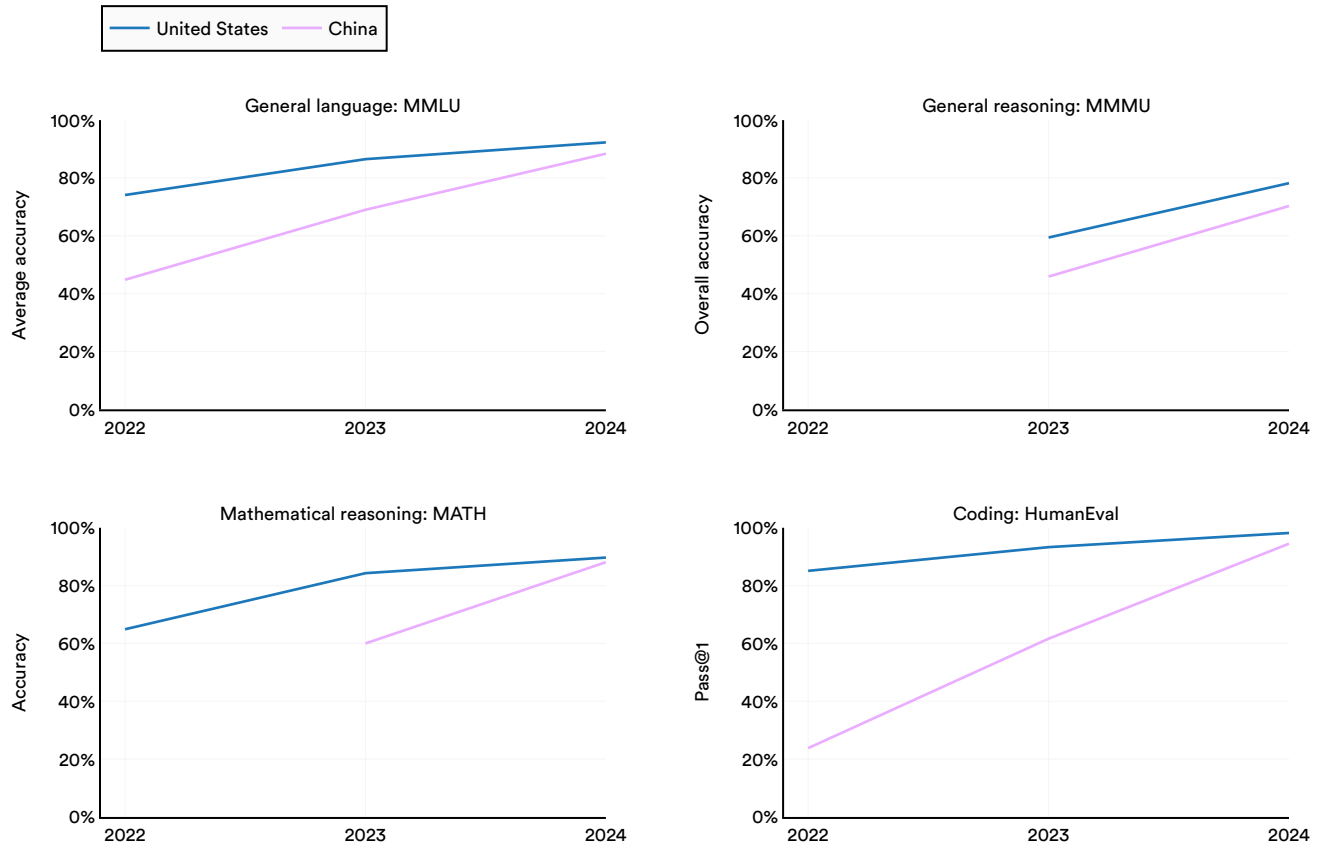 United States China
General language: MMLU
100%
80%
60%
40%
20%
0%
Average accuracy
2022 2023 2024
General reasoning: MMMU
100%
80%
60%
40%
20%
0%
Overall accuracy
2022 2023 2024
Mathematical reasoning: MATH
100%
80%
60%
40%
20%
0%
Accuracy
2022 2023 2024
Coding: HumanEval
100%
80%
60%
40%
20%
0%
Pass@1
2022 2023 2024